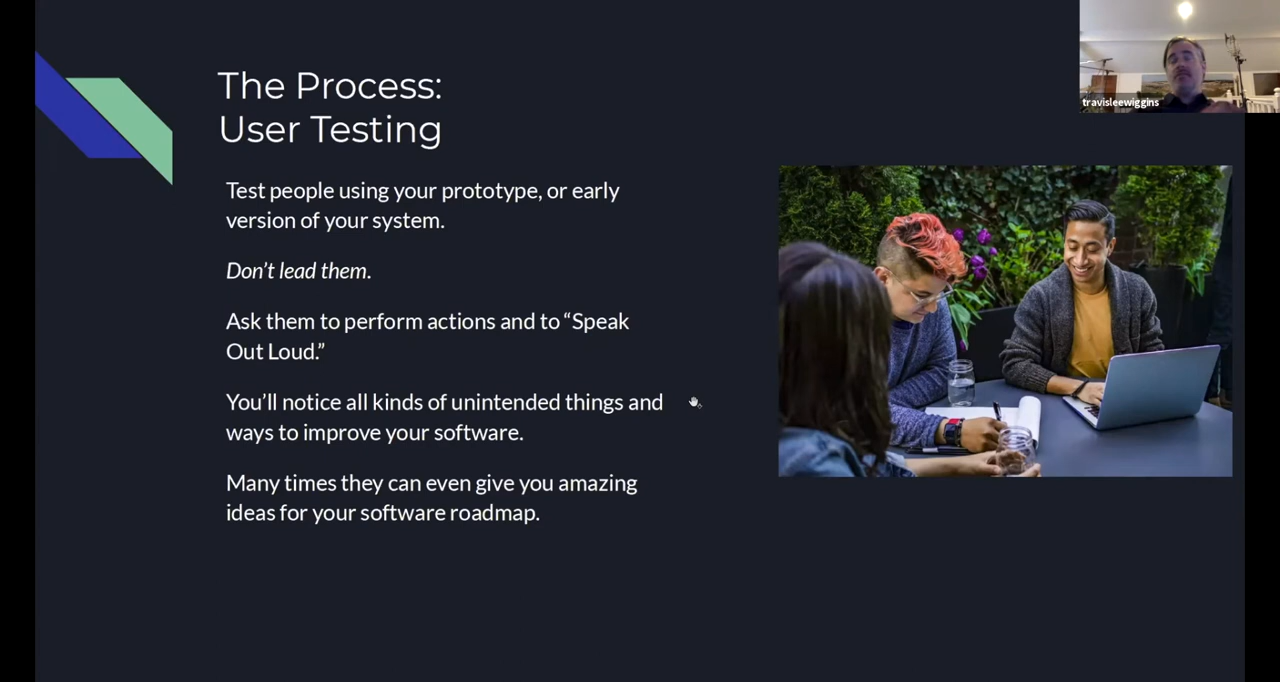 The Process:
User Testing
travisleewiggins
Test people using your prototype, or early
version of your system.
Don’t lead them.
Ask them to perform actions and to “Speak
Out Loud.”
You’ll notice all kinds of unintended things and
ways to improve your software.
Many times they can even give you amazing
ideas for your software roadmap.